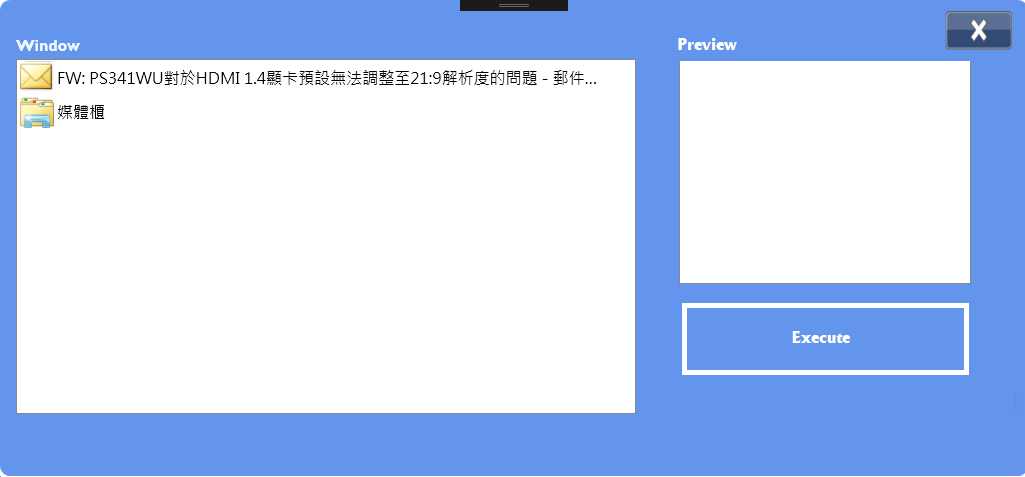 Window
Preview
X
FW: PS341WU對於HDMI 1.4顯卡預設無法調整至21:9解析度的問題 - 郵件...
媒體櫃
Execute